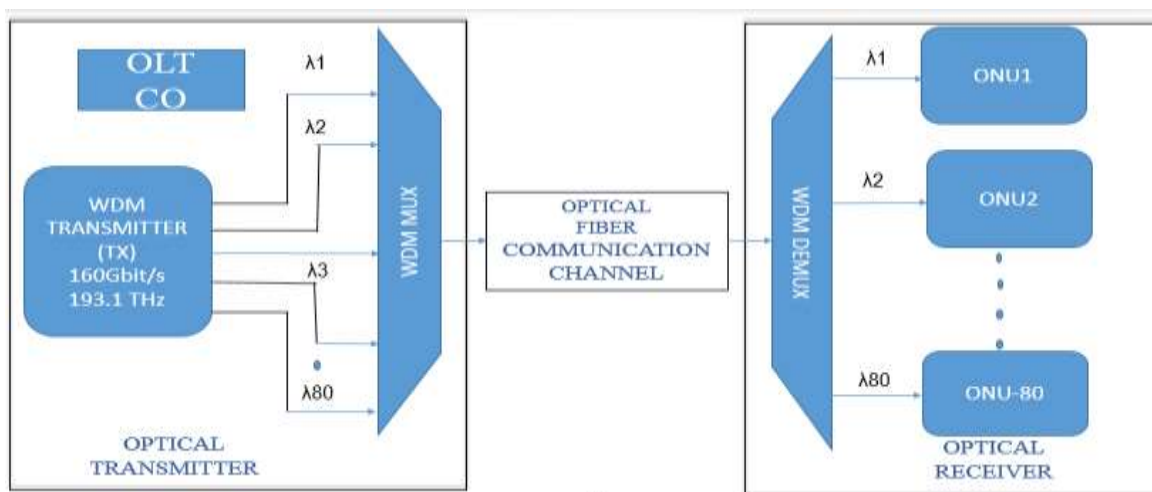 OLT
CO
λ1
λ2
WDM
TRANSMITTER
(TX)
160Gbit/s
193.1 THz
λ3
λ80
WDM MUX
OPTICAL
TRANSMITTER
OPTICAL
FIBER
COMMUNICATION
CHANNEL
WDM DEMUX
λ1
ONU1
λ2
ONU2
λ80
ONU-80
OPTICAL
RECEIVER